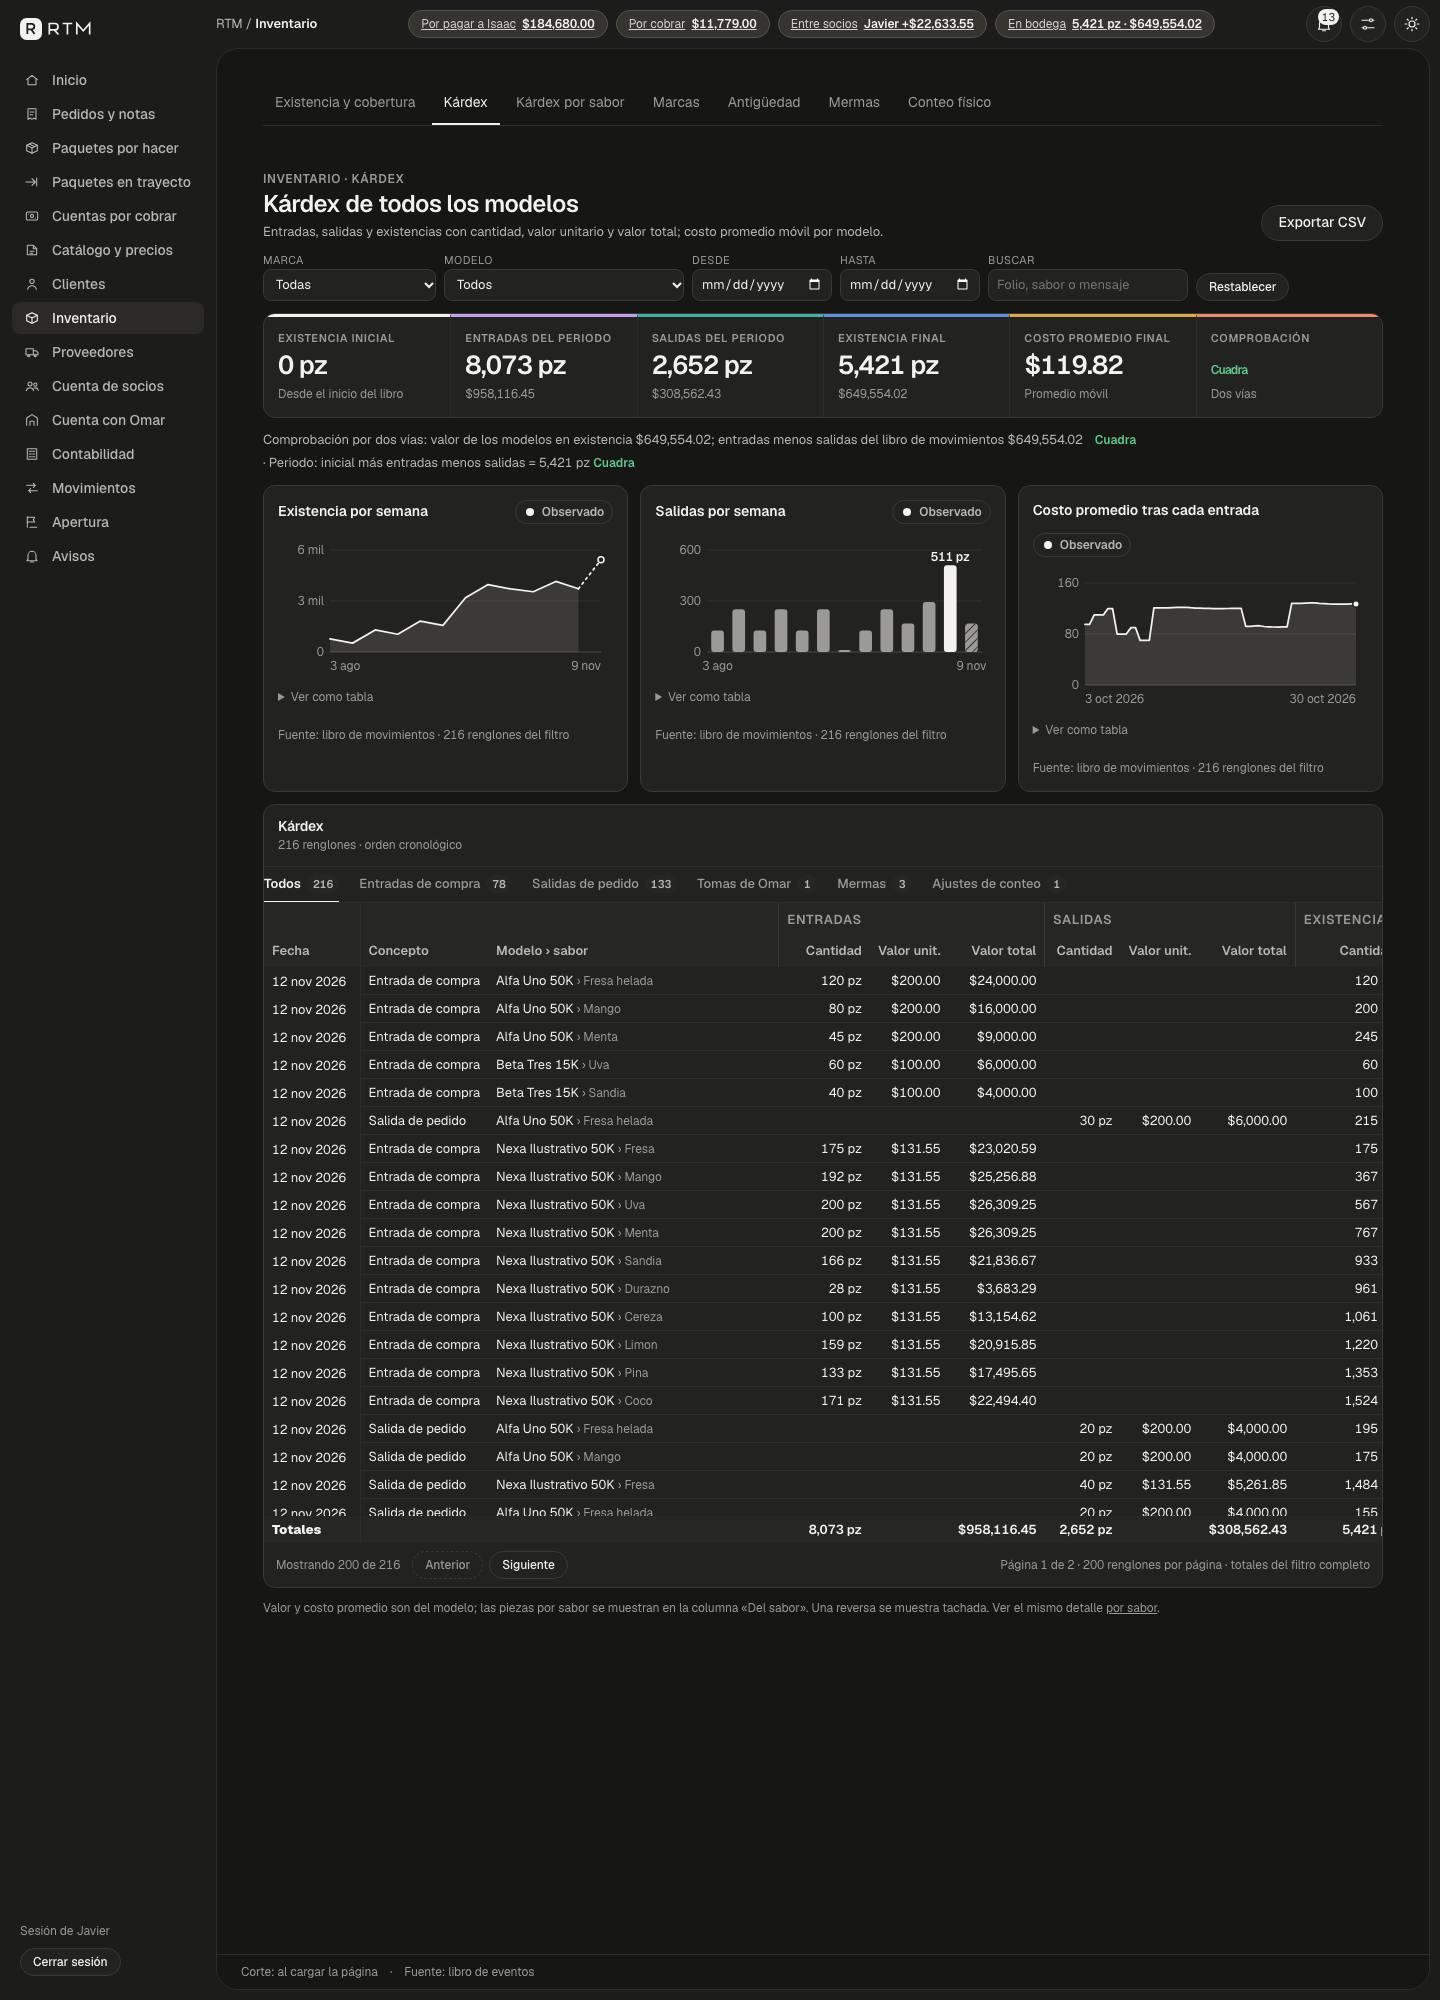 R RTM
RTM / Inventario
Por pagar a Isaac $184,680.00
Por cobrar $11,779.00
Entre socios Javier +$22,633.55
En bodega 5,421 pz · $649,554.02
13
Inicio
Pedidos y notas
Paquetes por hacer
Paquetes en trayecto
Cuentas por cobrar
Catálogo y precios
Clientes
Inventario
Proveedores
Cuenta de socios
Cuenta con Omar
Contabilidad
Movimientos
Apertura
Avisos
Sesión de Javier
Cerrar sesión
Existencia y cobertura Kárdex Kárdex por sabor Marcas Antigüedad Mermas Conteo físico
INVENTARIO · KÁRDEX
Kárdex de todos los modelos
Entradas, salidas y existencias con cantidad, valor unitario y valor total; costo promedio móvil por modelo.
Exportar CSV
MARCA MODELO DESDE HASTA BUSCAR
Todas Todos mm/dd/yyyy mm/dd/yyyy Folio, sabor o mensaje Restablecer
EXISTENCIA INICIAL ENTRADAS DEL PERIODO SALIDAS DEL PERIODO EXISTENCIA FINAL COSTO PROMEDIO FINAL COMPROBACIÓN
0 pz 8,073 pz 2,652 pz 5,421 pz $119.82 Cuadra
Desde el inicio del libro $958,116.45 $308,562.43 $649,554.02 Promedio móvil Dos vías
Comprobación por dos vías: valor de los modelos en existencia $649,554.02; entradas menos salidas del libro de movimientos $649,554.02 Cuadra
· Periodo: inicial más entradas menos salidas = 5,421 pz Cuadra
Existencia por semana Observado
6 mil
3 mil
0
3 ago 9 nov
Ver como tabla
Fuente: libro de movimientos · 216 renglones del filtro
Salidas por semana Observado
600
511 pz
300
0
3 ago 9 nov
Ver como tabla
Fuente: libro de movimientos · 216 renglones del filtro
Costo promedio tras cada entrada
Observado
160
80
0
3 oct 2026 30 oct 2026
Ver como tabla
Fuente: libro de movimientos · 216 renglones del filtro
Kárdex
216 renglones · orden cronológico
Todos 216 Entradas de compra 78 Salidas de pedido 133 Tomas de Omar 1 Mermas 3 Ajustes de conteo 1
ENTRADAS SALIDAS EXISTENCIA
Fecha Concepto Modelo › sabor Cantidad Valor unit. Valor total Cantidad Valor unit. Valor total Cantid
12 nov 2026 Entrada de compra Alfa Uno 50K › Fresa helada 120 pz $200.00 $24,000.00 120
12 nov 2026 Entrada de compra Alfa Uno 50K › Mango 80 pz $200.00 $16,000.00 200
12 nov 2026 Entrada de compra Alfa Uno 50K › Menta 45 pz $200.00 $9,000.00 245
12 nov 2026 Entrada de compra Beta Tres 15K › Uva 60 pz $100.00 $6,000.00 60
12 nov 2026 Entrada de compra Beta Tres 15K › Sandia 40 pz $100.00 $4,000.00 100
12 nov 2026 Salida de pedido Alfa Uno 50K › Fresa helada 30 pz $200.00 $6,000.00 215
12 nov 2026 Entrada de compra Nexa Ilustrativo 50K › Fresa 175 pz $131.55 $23,020.59 175
12 nov 2026 Entrada de compra Nexa Ilustrativo 50K › Mango 192 pz $131.55 $25,256.88 367
12 nov 2026 Entrada de compra Nexa Ilustrativo 50K › Uva 200 pz $131.55 $26,309.25 567
12 nov 2026 Entrada de compra Nexa Ilustrativo 50K › Menta 200 pz $131.55 $26,309.25 767
12 nov 2026 Entrada de compra Nexa Ilustrativo 50K › Sandia 166 pz $131.55 $21,836.67 933
12 nov 2026 Entrada de compra Nexa Ilustrativo 50K › Durazno 28 pz $131.55 $3,683.29 961
12 nov 2026 Entrada de compra Nexa Ilustrativo 50K › Cereza 100 pz $131.55 $13,154.62 1,061
12 nov 2026 Entrada de compra Nexa Ilustrativo 50K › Limon 159 pz $131.55 $20,915.85 1,220
12 nov 2026 Entrada de compra Nexa Ilustrativo 50K › Pina 133 pz $131.55 $17,495.65 1,353
12 nov 2026 Entrada de compra Nexa Ilustrativo 50K › Coco 171 pz $131.55 $22,494.40 1,524
12 nov 2026 Salida de pedido Alfa Uno 50K › Fresa helada 20 pz $200.00 $4,000.00 195
12 nov 2026 Salida de pedido Alfa Uno 50K › Mango 20 pz $200.00 $4,000.00 175
12 nov 2026 Salida de pedido Nexa Ilustrativo 50K › Fresa 40 pz $131.55 $5,261.85 1,484
12 nov 2026 Salida de pedido Alfa Uno 50K › Fresa helada 20 pz $200.00 $4,000.00 155
Totales 8,073 pz $958,116.45 2,652 pz $308,562.43 5,421
Mostrando 200 de 216 Anterior Siguiente Página 1 de 2 · 200 renglones por página · totales del filtro completo
Valor y costo promedio son del modelo; las piezas por sabor se muestran en la columna «Del sabor». Una reversa se muestra tachada. Ver el mismo detalle por sabor.
Corte: al cargar la página · Fuente: libro de eventos